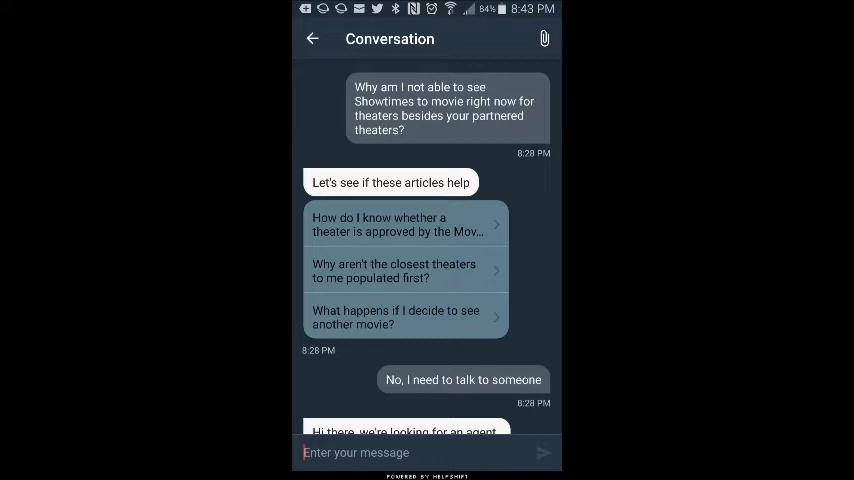 84% 8:43 PM
Conversation
Why am I not able to see
Showtimes to movie right now for
theaters besides your partnered
theaters?
8:28 PM
Let's see if these articles help
How do I know whether a
theater is approved by the Mov...
Why aren't the closest theaters
to me populated first?
What happens if I decide to see
another movie?
8:28 PM
No, I need to talk to someone
8:28 PM
Hi there, we're looking for an agent
Enter your message
POWERED BY HELPSHIFT